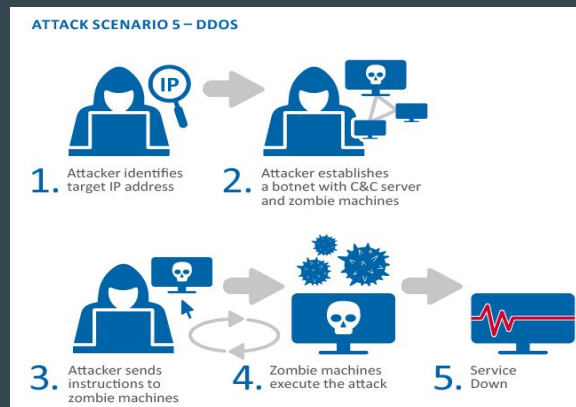 ATTACK SCENARIO 5 – DDOS
IP
1. Attacker identifies
target IP address
2. Attacker establishes
a botnet with C&C server
and zombie machines
3. Attacker sends
instructions to
zombie machines
4. Zombie machines
execute the attack
5. Service
Down